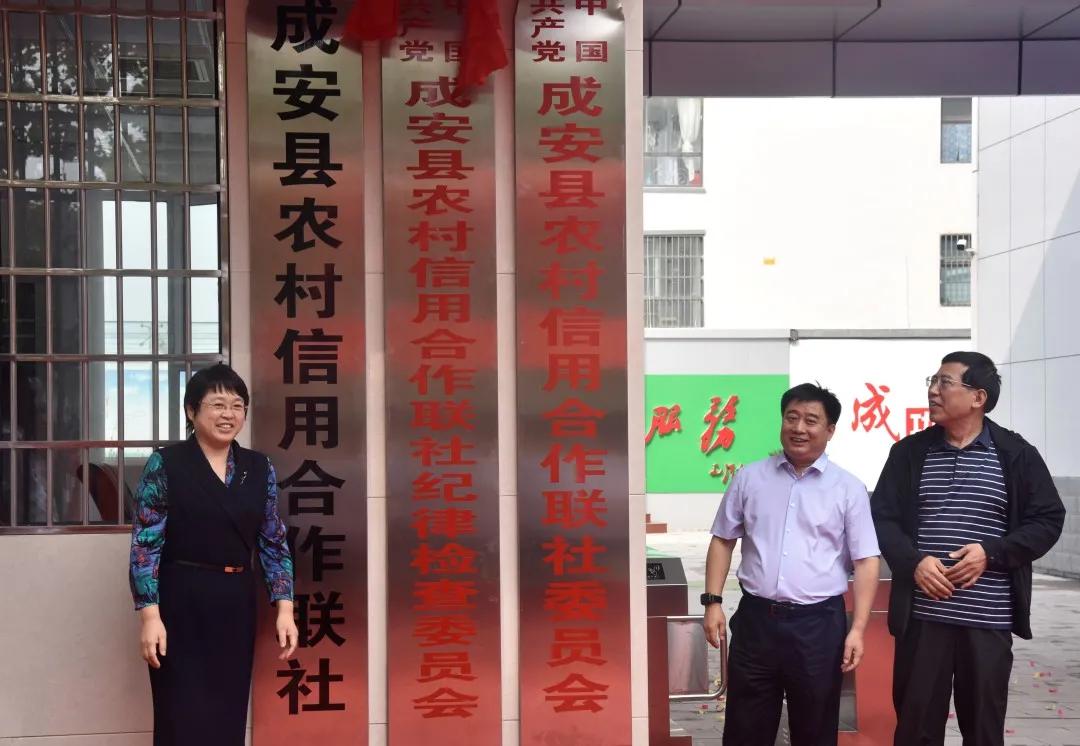 成安县农村信用合作联社
中国
共产党
成安县农村信用合作联社纪律检查委员会
中国
共产党
成安县农村信用合作联社委员会
服务
成